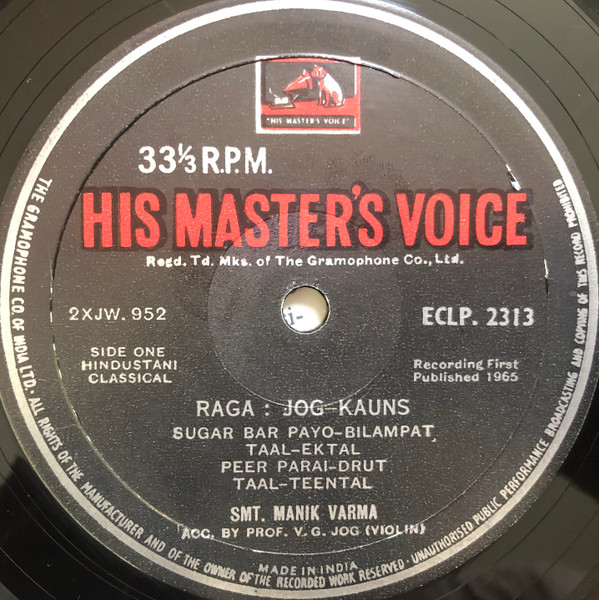 "HIS MASTER'S VOICE"
33⅓ R.P.M.
HIS MASTER'S VOICE
Regd. Td. Mks. of The Gramophone Co., Ltd.
2XJW. 952
ECLP. 2313
SIDE ONE
HINDUSTANI
CLASSICAL
Recording First
Published 1965
RAGA : JOG-KAUNS
SUGAR BAR PAYO-BILAMPAT
TAAL-EKTAL
PEER PARAI-DRUT
TAAL-TEENTAL
SMT. MANIK VARMA
ACC. BY PROF. V. G. JOG (VIOLIN)
MADE IN INDIA
THE GRAMOPHONE CO. OF INDIA LTD. ALL RIGHTS OF THE MANUFACTURER AND OF THE OWNER OF THE RECORDED WORK RESERVED. UNAUTHORISED PUBLIC PERFORMANCE BROADCASTING AND COPYING OF THIS RECORD PROHIBITED